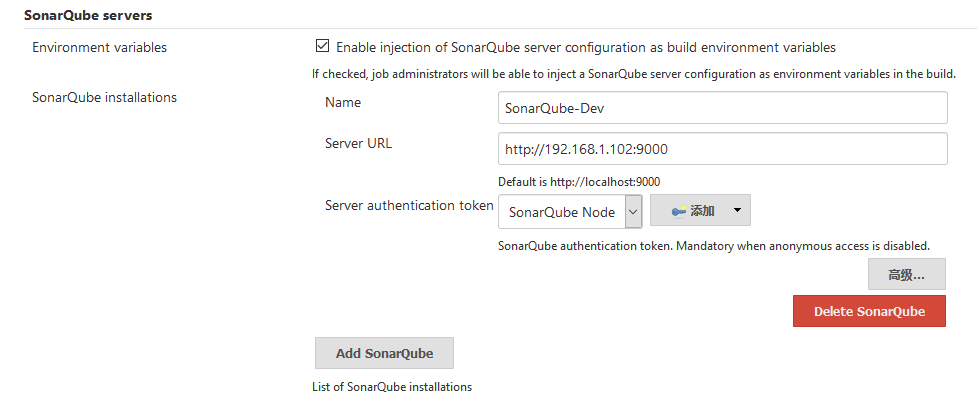 SonarQube servers
Environment variables
Enable injection of SonarQube server configuration as build environment variables
If checked, job administrators will be able to inject a SonarQube server configuration as environment variables in the build.
SonarQube installations
Name
SonarQube-Dev
Server URL
http://192.168.1.102:9000
Default is http://localhost:9000
Server authentication token
SonarQube Node
添加
SonarQube authentication token. Mandatory when anonymous access is disabled.
高级...
Delete SonarQube
Add SonarQube
List of SonarQube installations